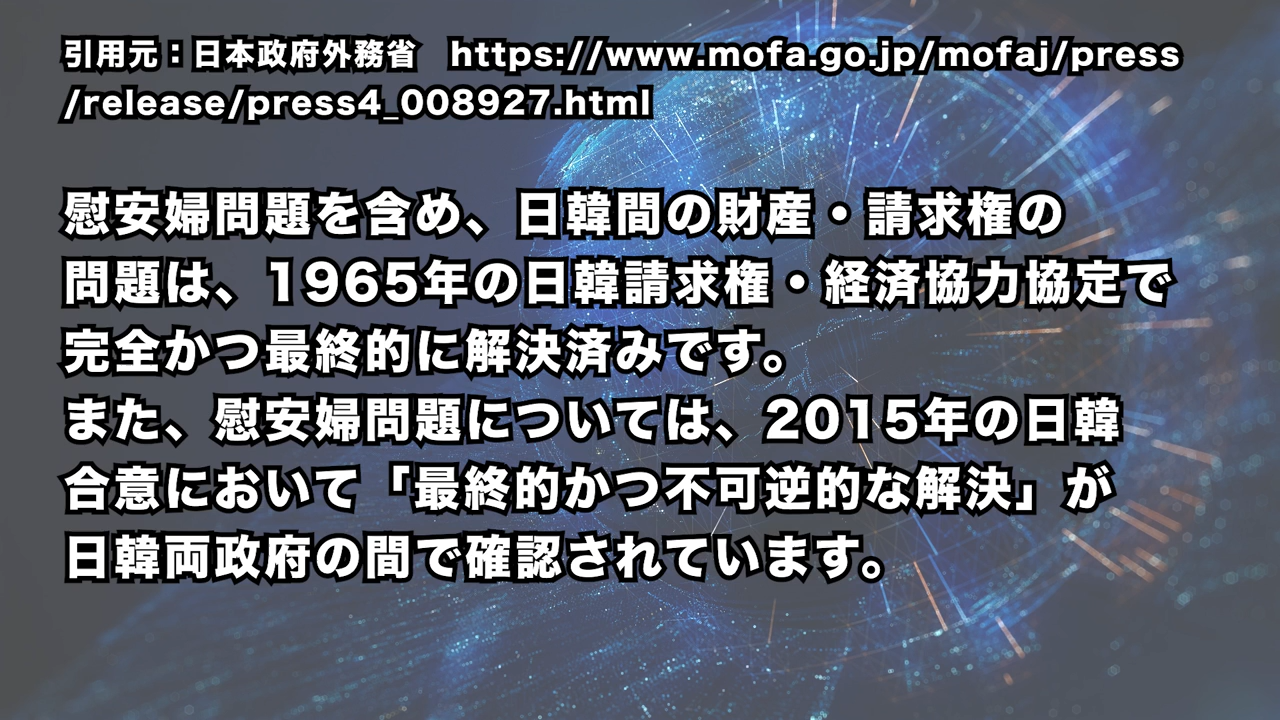 引用元：日本政府外務省　https://www.mofa.go.jp/mofaj/press
/release/press4_008927.html
慰安婦問題を含め、日韓間の財産・請求権の
問題は、1965年の日韓請求権・経済協力協定で
完全かつ最終的に解決済みです。
また、慰安婦問題については、2015年の日韓
合意において「最終的かつ不可逆的な解決」が
日韓両政府の間で確認されています。